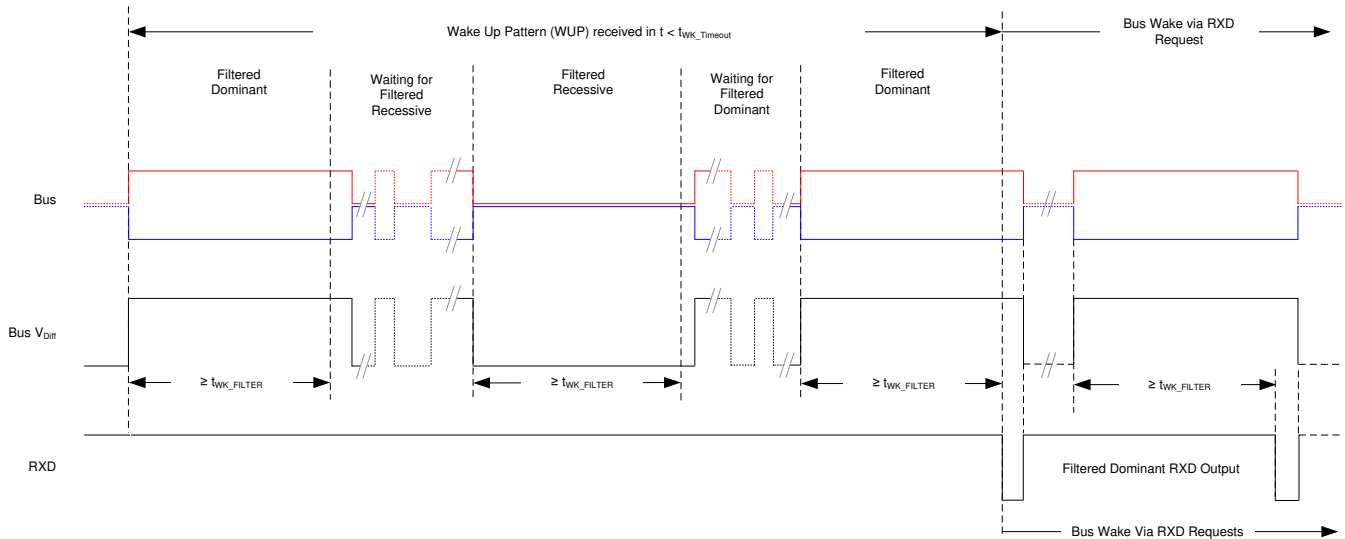 Wake Up Pattern (WUP) received in t < tWK_Timeout
Bus Wake via RXD
Request
Filtered
Dominant
Waiting for
Filtered
Recessive
Filtered
Recessive
Waiting for
Filtered
Dominant
Filtered
Dominant
Bus
Bus VDiff
≥ tWK_FILTER
≥ tWK_FILTER
≥ tWK_FILTER
≥ tWK_FILTER
RXD
Filtered Dominant RXD Output
Bus Wake Via RXD Requests